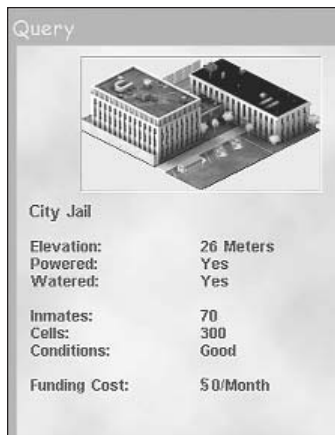 Query
City Jail
Elevation: 26 Meters
Powered: Yes
Watered: Yes
Inmates: 70
Cells: 300
Conditions: Good
Funding Cost: §0/Month